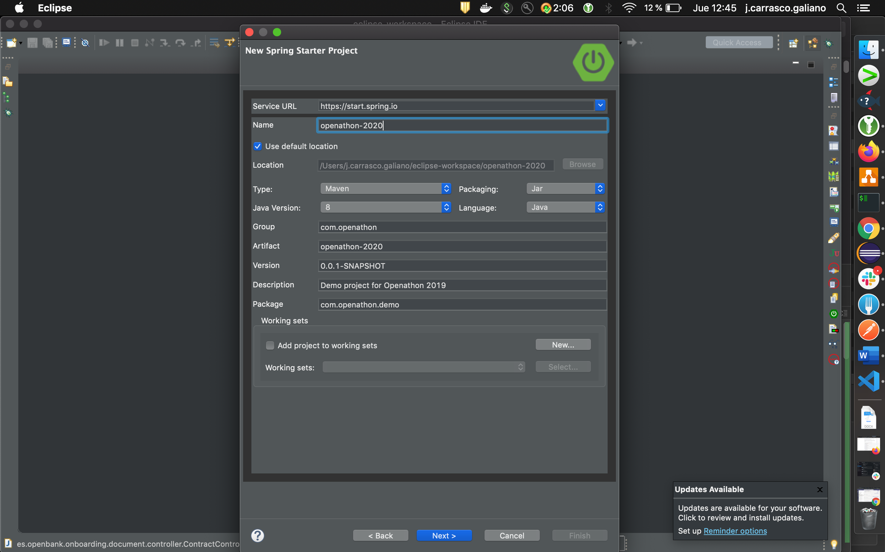 Eclipse
2:06
12 %
Jue 12:45 j.carrasco.galiano
eclipse-workspace - Eclipse IDE
Quick Access
New Spring Starter Project
Service URL https://start.spring.io
Name openathon-2020
Use default location
Location /Users/j.carrasco.galiano/eclipse-workspace/openathon-2020 Browse
Type: Maven Packaging: Jar
Java Version: 8 Language: Java
Group com.openathon
Artifact openathon-2020
Version 0.0.1-SNAPSHOT
Description Demo project for Openathon 2019
Package com.openathon.demo
Working sets
Add project to working sets New...
Working sets: Select...
Updates Available
Updates are available for your software.
Click to review and install updates.
Set up Reminder options
? < Back Next > Cancel Finish
es.openbank.onboarding.document.controller.ContractContro